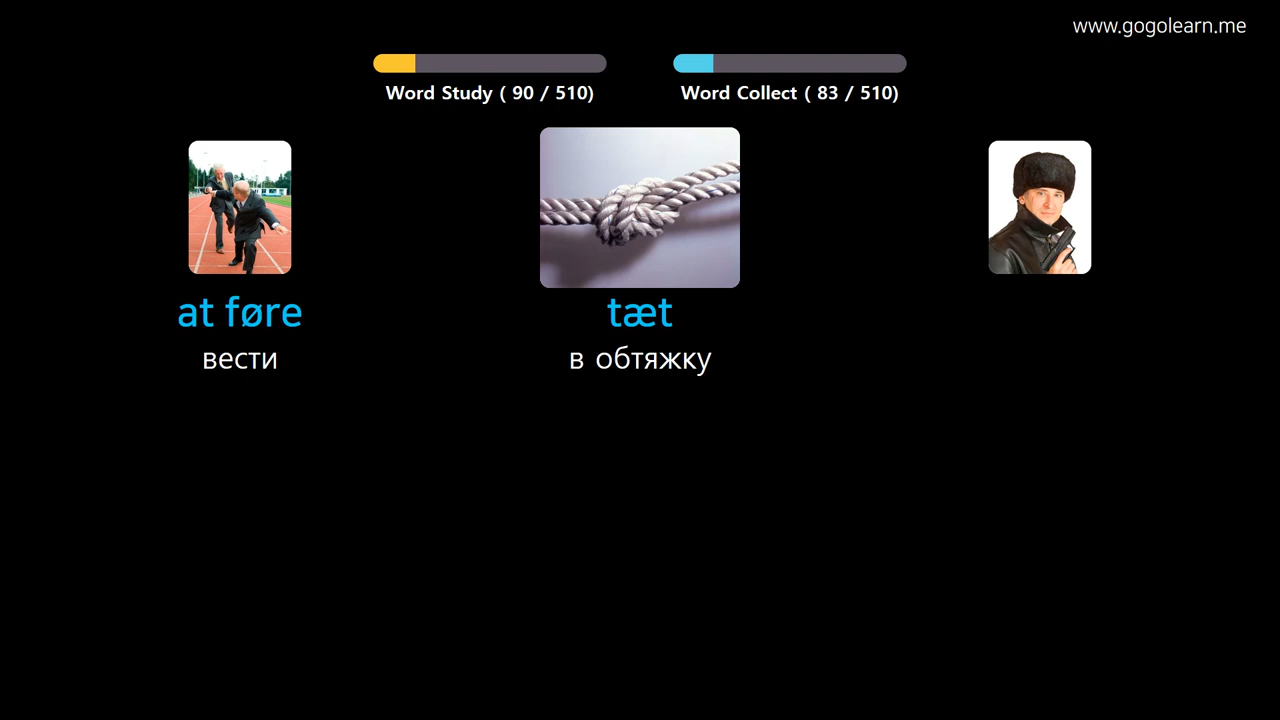 www.gogolearn.me
Word Study ( 90 / 510)
Word Collect ( 83 / 510)
at føre
вести
tæt
в обтяжку